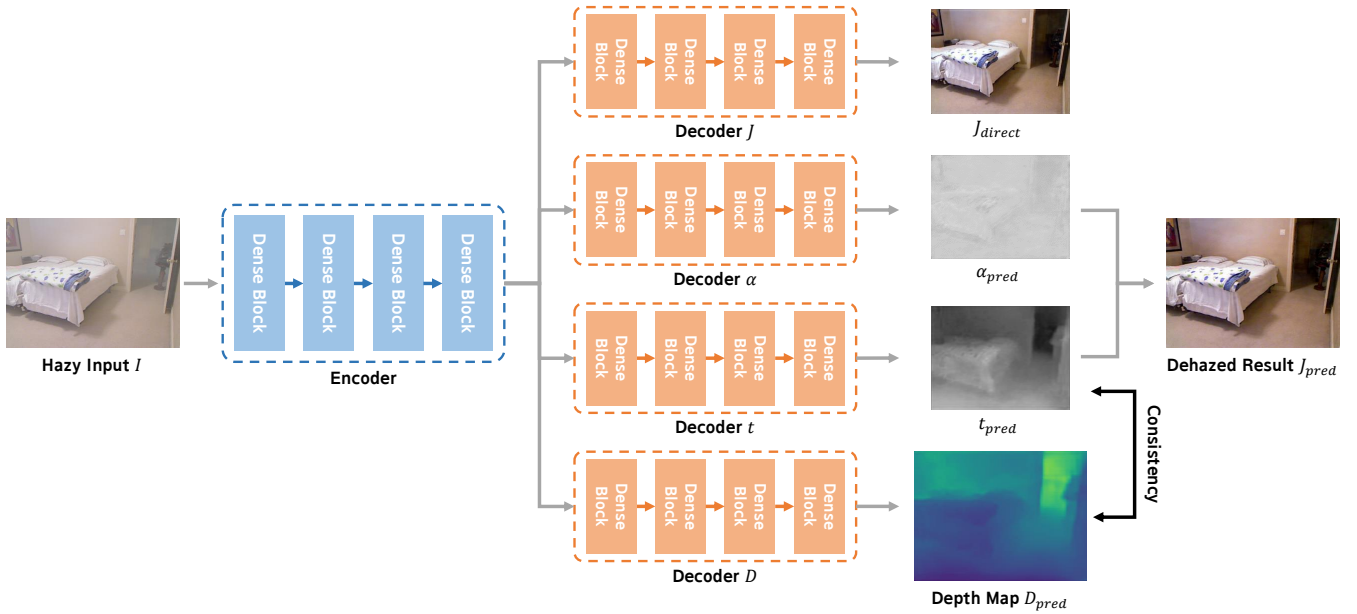 Dense Block
Dense Block
Dense Block
Dense Block
Decoder J
J_direct
Dense Block
Dense Block
Dense Block
Dense Block
Decoder α
α_pred
Hazy Input I
Dense Block
Dense Block
Dense Block
Dense Block
Encoder
Dense Block
Dense Block
Dense Block
Dense Block
Decoder t
t_pred
Dehazed Result J_pred
Consistency
Dense Block
Dense Block
Dense Block
Dense Block
Decoder D
Depth Map D_pred